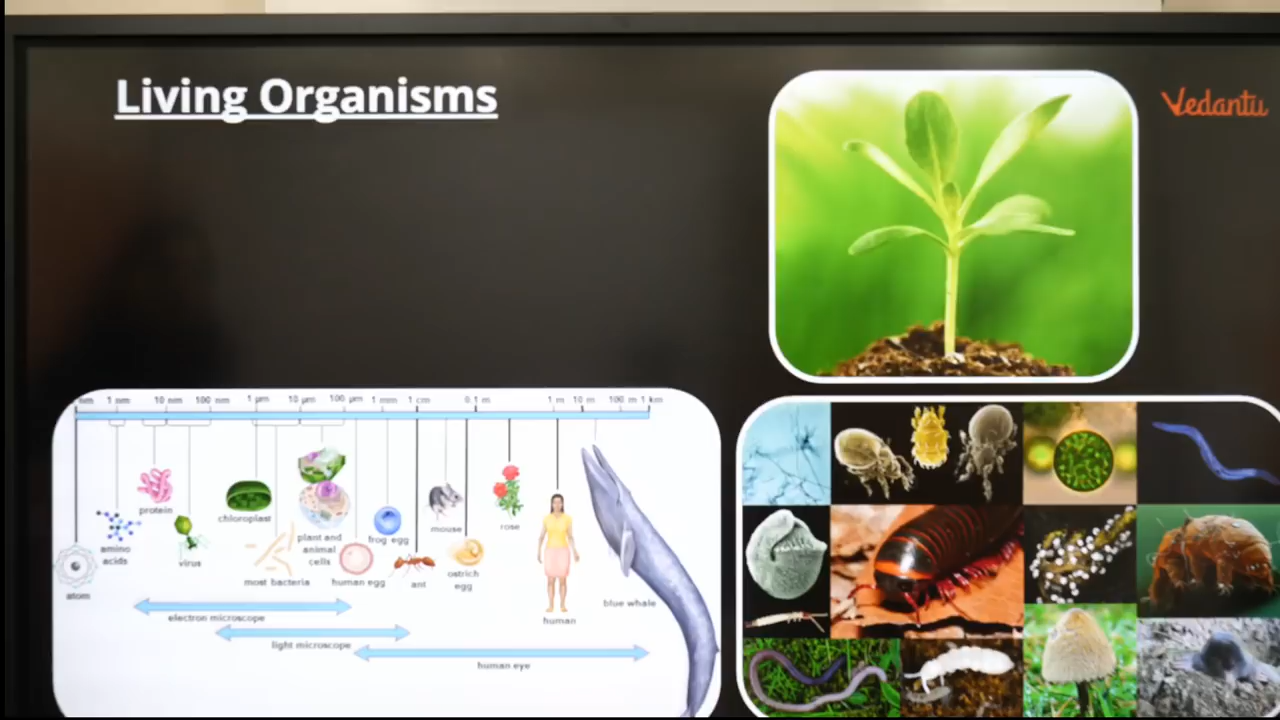 Living Organisms
Vedantu
nm 1 nm 10 nm 100 nm 1 µm 10 µm 100 µm 1 mm 1 cm 0.1 m 1 m 10 m 100 m 1 km
protein
chloroplast
mouse
rose
amino
acids
virus
plant and
animal
cells
frog egg
most bacteria
human egg
ant
ostrich
egg
atom
human
blue whale
electron microscope
light microscope
human eye